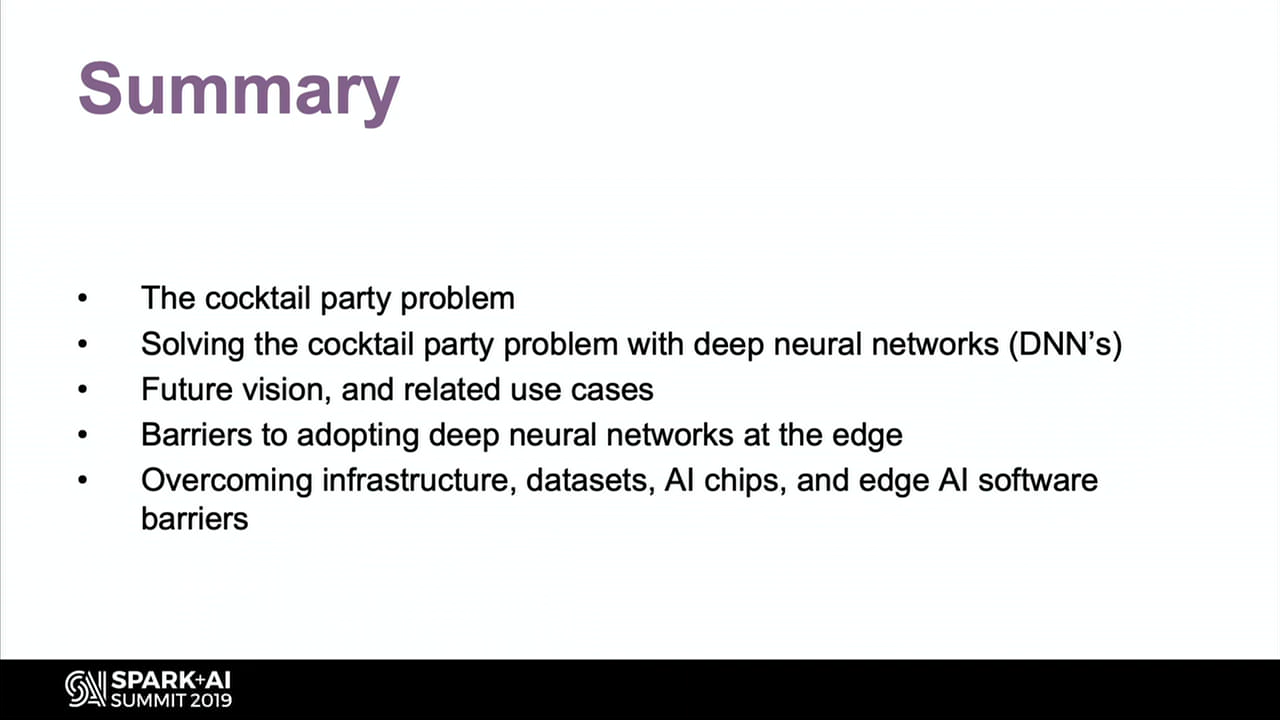 Summary
• The cocktail party problem
• Solving the cocktail party problem with deep neural networks (DNN’s)
• Future vision, and related use cases
• Barriers to adopting deep neural networks at the edge
• Overcoming infrastructure, datasets, AI chips, and edge AI software
barriers
SPARK+AI
SUMMIT 2019